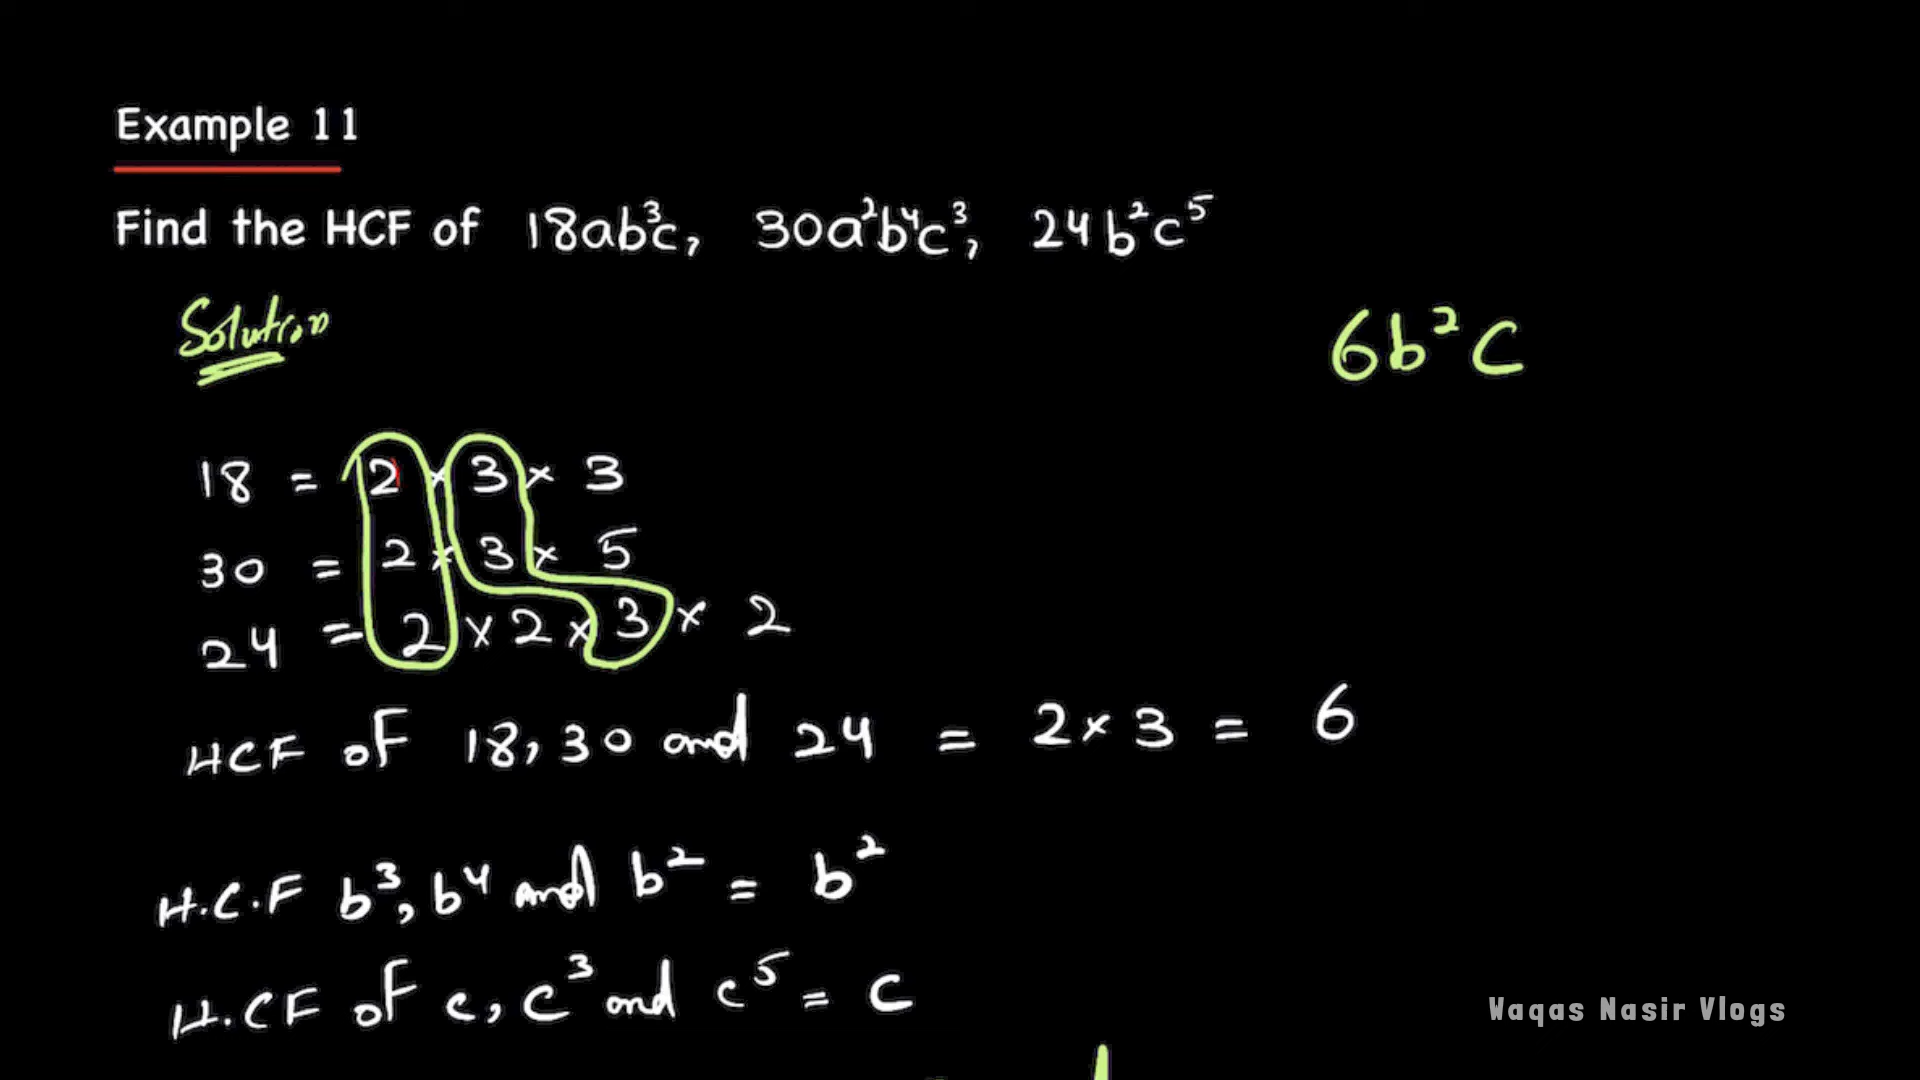 Example 11
Find the HCF of 18ab³c, 30a²b⁴c³, 24b²c⁵
Solution
6b²c
18 = 2 × 3 × 3
30 = 2 × 3 × 5
24 = 2 × 2 × 3 × 2
HCF of 18, 30 and 24 = 2 × 3 = 6
H.C.F b³, b⁴ and b² = b²
H.CF of c, c³ and c⁵ = c
Waqas Nasir Vlogs